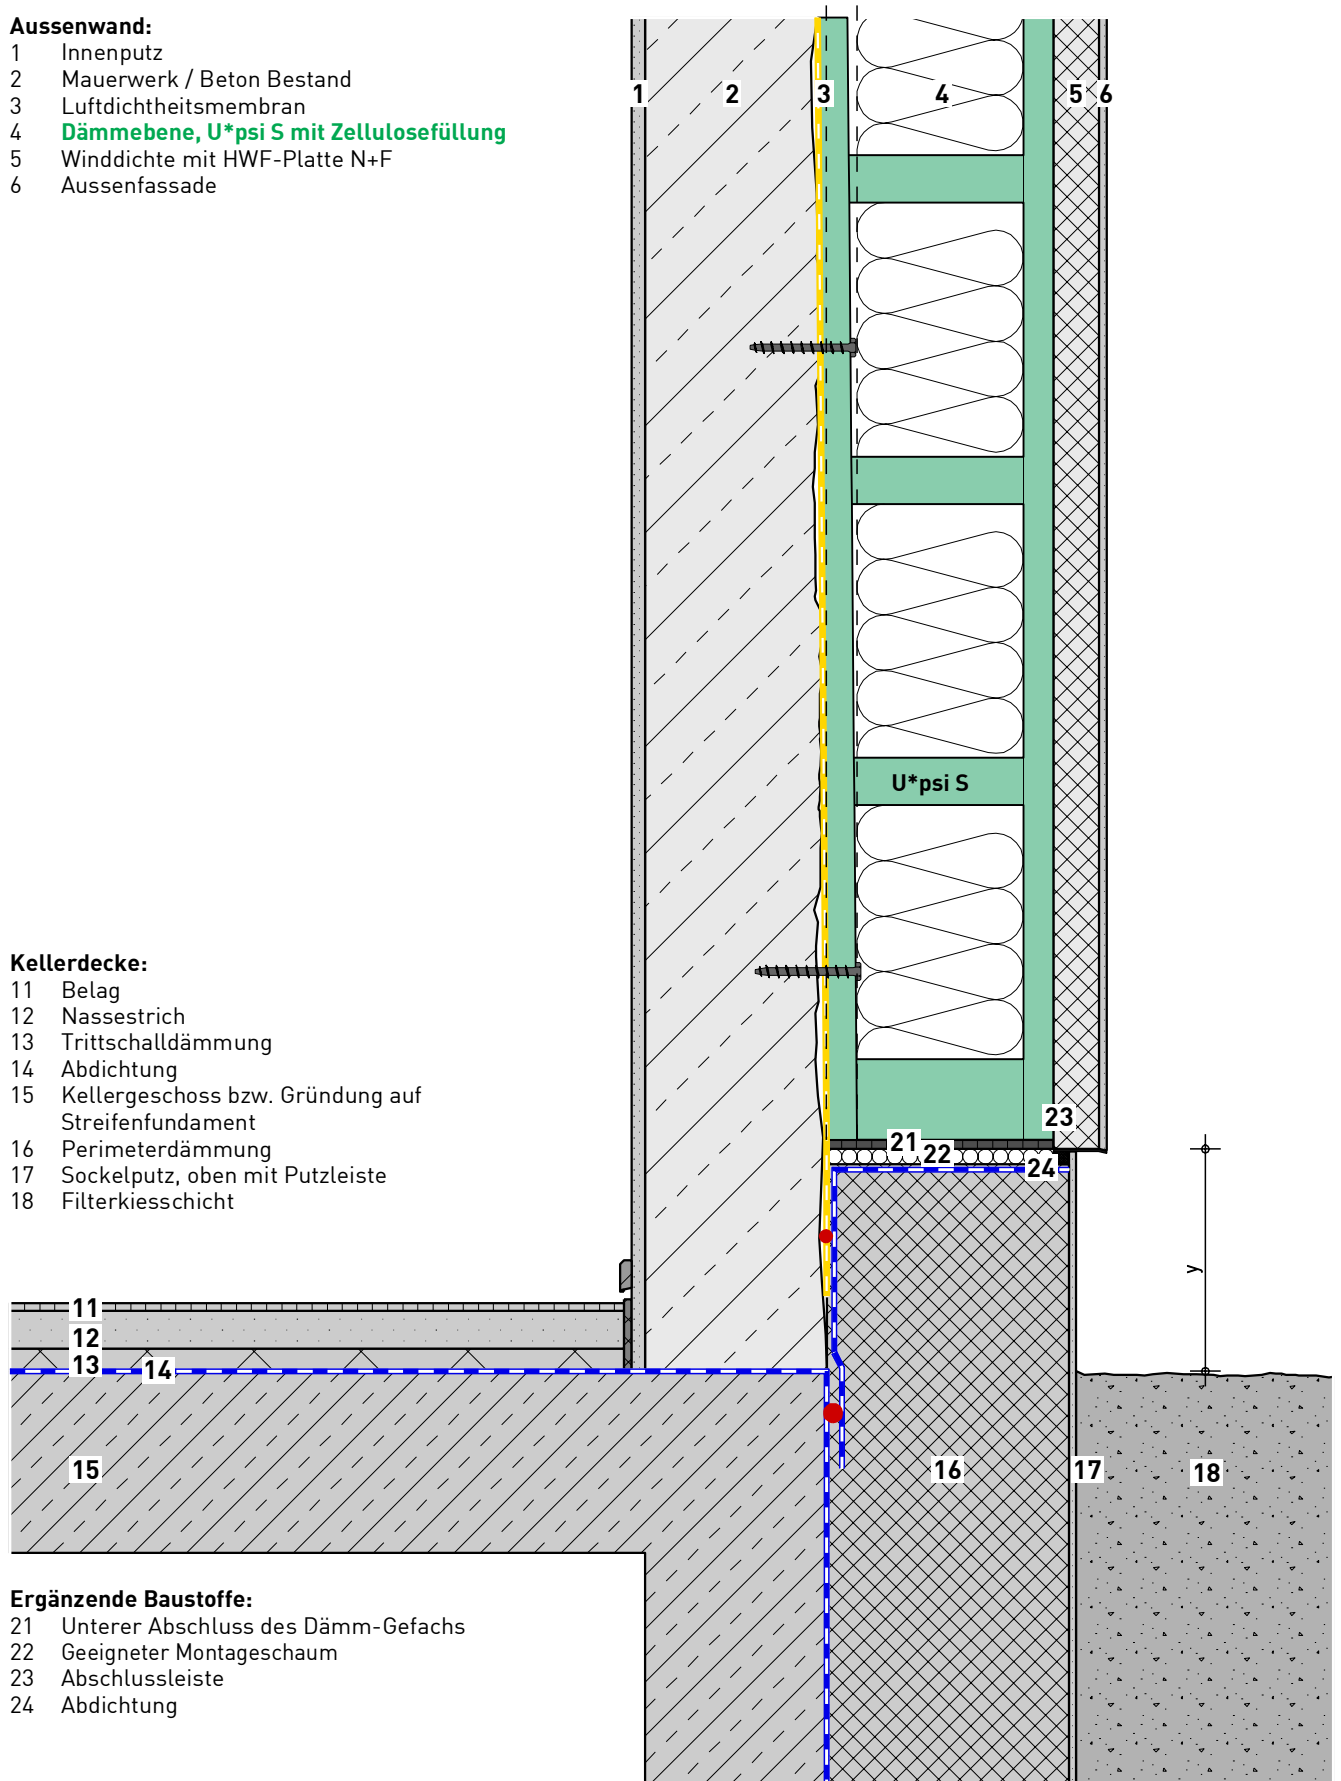 Aussenwand:
1 Innenputz
2 Mauerwerk / Beton Bestand
3 Luftdichtheitsmembran
4 Dämmebene, U*psi S mit Zellulosefüllung
5 Winddichte mit HWF-Platte N+F
6 Aussenfassade
1 2 3 4 5 6
U*psi S
Kellerdecke:
11 Belag
12 Nassestrich
13 Trittschalldämmung
14 Abdichtung
15 Kellergeschoss bzw. Gründung auf
Streifenfundament
16 Perimeterdämmung
17 Sockelputz, oben mit Putzleiste
18 Filterkiesschicht
23
21
22
24
y
11
12
13 14
15 16 17 18
Ergänzende Baustoffe:
21 Unterer Abschluss des Dämm-Gefachs
22 Geeigneter Montageschaum
23 Abschlussleiste
24 Abdichtung